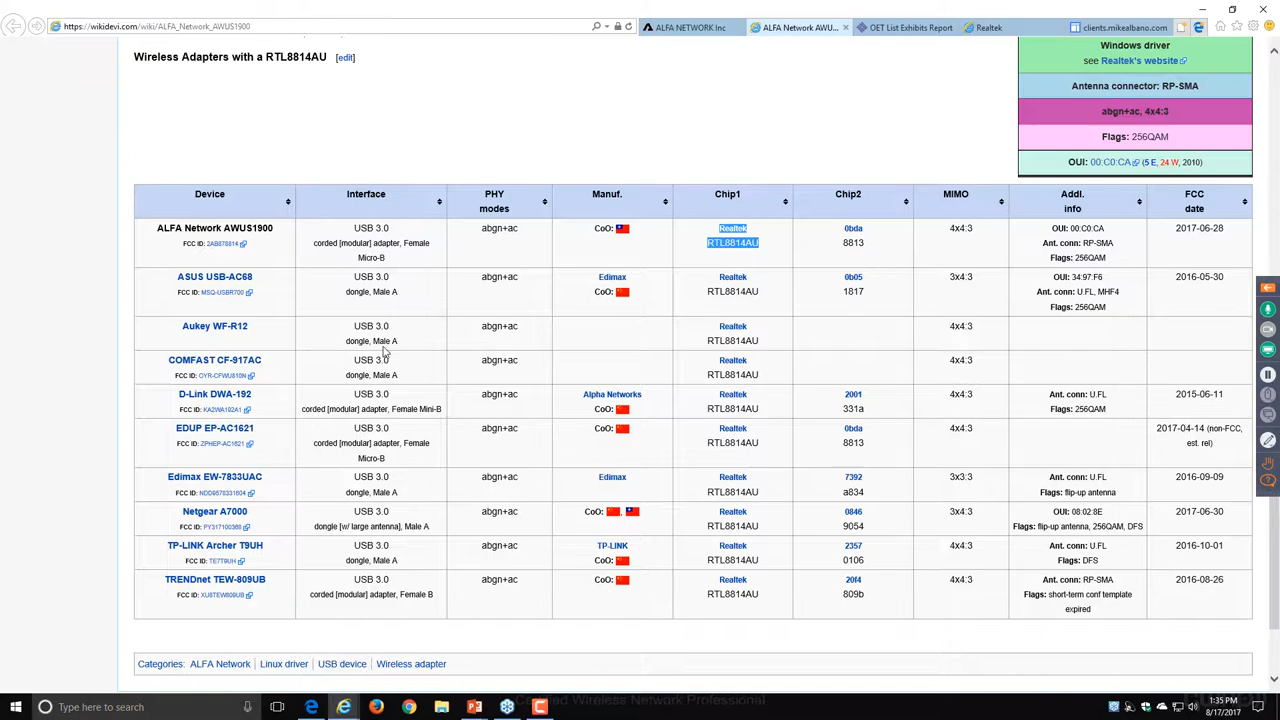 https://wikidevi.com/wiki/ALFA_Network_AWUS1900
ALFA NETWORK Inc
ALFA Network AWU...
OET List Exhibits Report
Realtek
clients.mikealbano.com
Wireless Adapters with a RTL8814AU [edit]
Windows driver
see Realtek's website
Antenna connector: RP-SMA
abgn+ac, 4x4:3
Flags: 256QAM
OUI: 00:C0:CA (5 E, 24 W, 2010)
Device Interface PHY modes Manuf. Chip1 Chip2 MIMO Addl. info FCC date
ALFA Network AWUS1900 USB 3.0 abgn+ac CoO: Realtek 0bda 4x4:3 OUI: 00:C0:CA 2017-06-28
FCC ID: 2AB878814 corded [modular] adapter, Female RTL8814AU 8813 Ant. conn: RP-SMA
Micro-B Flags: 256QAM
ASUS USB-AC68 USB 3.0 abgn+ac Edimax Realtek 0b05 3x4:3 OUI: 34:97:F6 2016-05-30
FCC ID: MSQ-USBR700 dongle, Male A CoO: RTL8814AU 1817 Ant. conn: U.FL, MHF4
Flags: 256QAM
Aukey WF-R12 USB 3.0 abgn+ac Realtek 4x4:3
dongle, Male A RTL8814AU
COMFAST CF-917AC USB 3.0 abgn+ac Realtek 4x4:3
FCC ID: OYR-CFWU810N dongle, Male A RTL8814AU
D-Link DWA-192 USB 3.0 abgn+ac Alpha Networks Realtek 2001 4x4:3 Ant. conn: U.FL 2015-06-11
FCC ID: KA2WA192A1 corded [modular] adapter, Female Mini-B CoO: RTL8814AU 331a Flags: 256QAM
EDUP EP-AC1621 USB 3.0 abgn+ac CoO: Realtek 0bda 4x4:3 2017-04-14 (non-FCC,
FCC ID: ZPHEP-AC1621 corded [modular] adapter, Female RTL8814AU 8813 est. rel)
Micro-B
Edimax EW-7833UAC USB 3.0 abgn+ac Edimax Realtek 7392 3x3:3 Ant. conn: U.FL 2016-09-09
FCC ID: NDD9578331604 dongle, Male A RTL8814AU a834 Flags: flip-up antenna
Netgear A7000 USB 3.0 abgn+ac CoO: , Realtek 0846 4x4:3 OUI: 08:02:8E 2017-06-30
FCC ID: PY317100368 dongle [w/ large antenna], Male A RTL8814AU 9054 Flags: flip-up antenna, 256QAM, DFS
TP-LINK Archer T9UH USB 3.0 abgn+ac TP-LINK Realtek 2357 4x4:3 Ant. conn: U.FL 2016-10-01
FCC ID: TE7T9UH dongle, Male A CoO: RTL8814AU 0106 Flags: DFS
TRENDnet TEW-809UB USB 3.0 abgn+ac CoO: Realtek 20f4 4x4:3 Ant. conn: RP-SMA 2016-08-26
FCC ID: XU8TEW809UB corded [modular] adapter, Female B RTL8814AU 809b Flags: short-term conf template
expired
Categories: ALFA Network | Linux driver | USB device | Wireless adapter
Type here to search
Wireless Network Professional
1:35 PM
8/17/2017